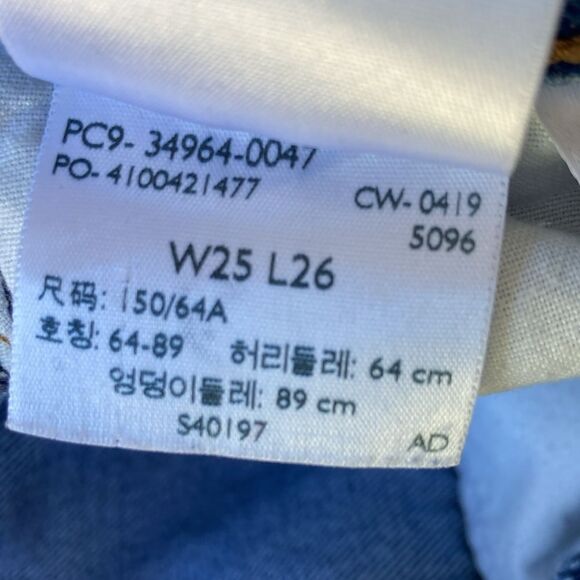 PC9- 34964-0047
PO- 4100421477 CW- 0419
5096
W25 L26
尺码: 150/64A
호칭: 64-89 허리둘레: 64 cm
엉덩이둘레: 89 cm
S40197 AD